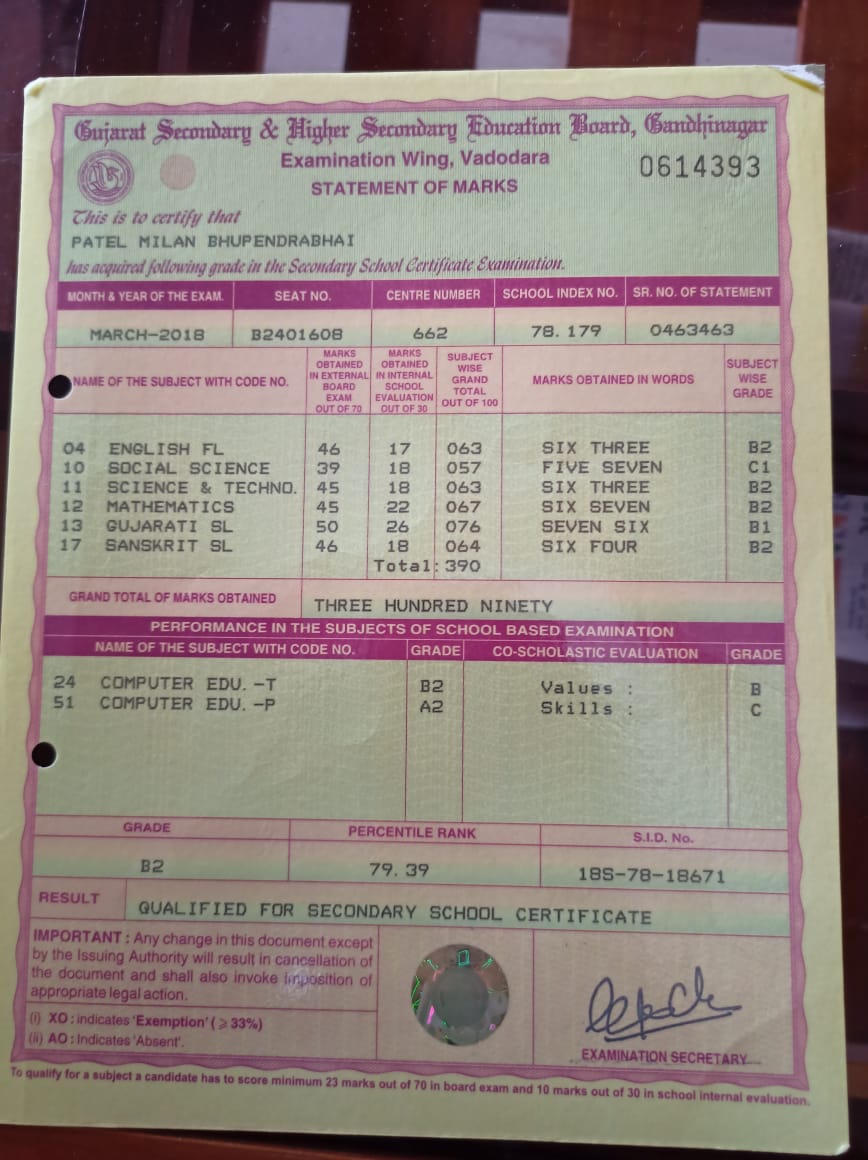 Gujarat Secondary & Higher Secondary Education Board, Gandhinagar
Examination Wing, Vadodara
0614393
STATEMENT OF MARKS
This is to certify that
PATEL MILAN BHUPENDRABHAI
has acquired following grade in the Secondary School Certificate Examination.
MONTH & YEAR OF THE EXAM. SEAT NO. CENTRE NUMBER SCHOOL INDEX NO. SR. NO. OF STATEMENT
MARCH-2018 B2401608 662 78.179 0463463
NAME OF THE SUBJECT WITH CODE NO.
MARKS
OBTAINED
IN EXTERNAL
BOARD
EXAM
OUT OF 70
MARKS
OBTAINED
IN INTERNAL
SCHOOL
EVALUATION
OUT OF 30
SUBJECT
WISE
GRAND
TOTAL
OUT OF 100
MARKS OBTAINED IN WORDS
SUBJECT
WISE
GRADE
04 ENGLISH FL 46 17 063 SIX THREE B2
10 SOCIAL SCIENCE 39 18 057 FIVE SEVEN C1
11 SCIENCE & TECHNO. 45 18 063 SIX THREE B2
12 MATHEMATICS 45 22 067 SIX SEVEN B2
13 GUJARATI SL 50 26 076 SEVEN SIX B1
17 SANSKRIT SL 46 18 064 SIX FOUR B2
Total: 390
GRAND TOTAL OF MARKS OBTAINED THREE HUNDRED NINETY
PERFORMANCE IN THE SUBJECTS OF SCHOOL BASED EXAMINATION
NAME OF THE SUBJECT WITH CODE NO. GRADE CO-SCHOLASTIC EVALUATION GRADE
24 COMPUTER EDU. -T B2 Values : B
51 COMPUTER EDU. -P A2 Skills : C
GRADE PERCENTILE RANK S.I.D. No.
B2 79.39 18S-78-18671
RESULT QUALIFIED FOR SECONDARY SCHOOL CERTIFICATE
IMPORTANT : Any change in this document except
by the Issuing Authority will result in cancellation of
the document and shall also invoke imposition of
appropriate legal action.
(i) XO : indicates 'Exemption' (⩾ 33%)
(ii) AO : Indicates 'Absent'.
EXAMINATION SECRETARY
To qualify for a subject a candidate has to score minimum 23 marks out of 70 in board exam and 10 marks out of 30 in school internal evaluation.